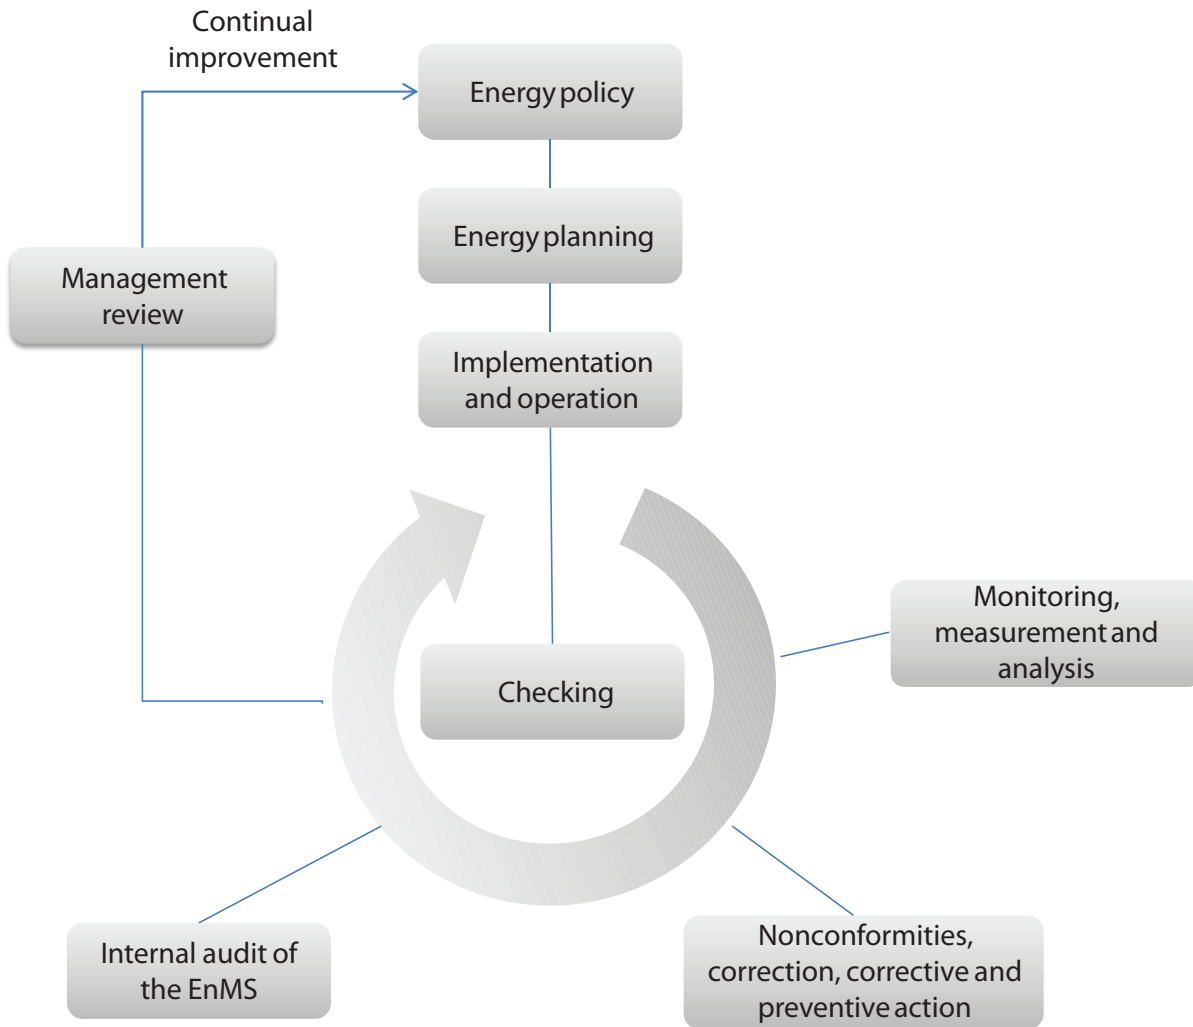 Continual
improvement
Energy policy
Energy planning
Management
review
Implementation
and operation
Monitoring,
measurement and
analysis
Checking
Internal audit of
the EnMS
Nonconformities,
correction, corrective and
preventive action